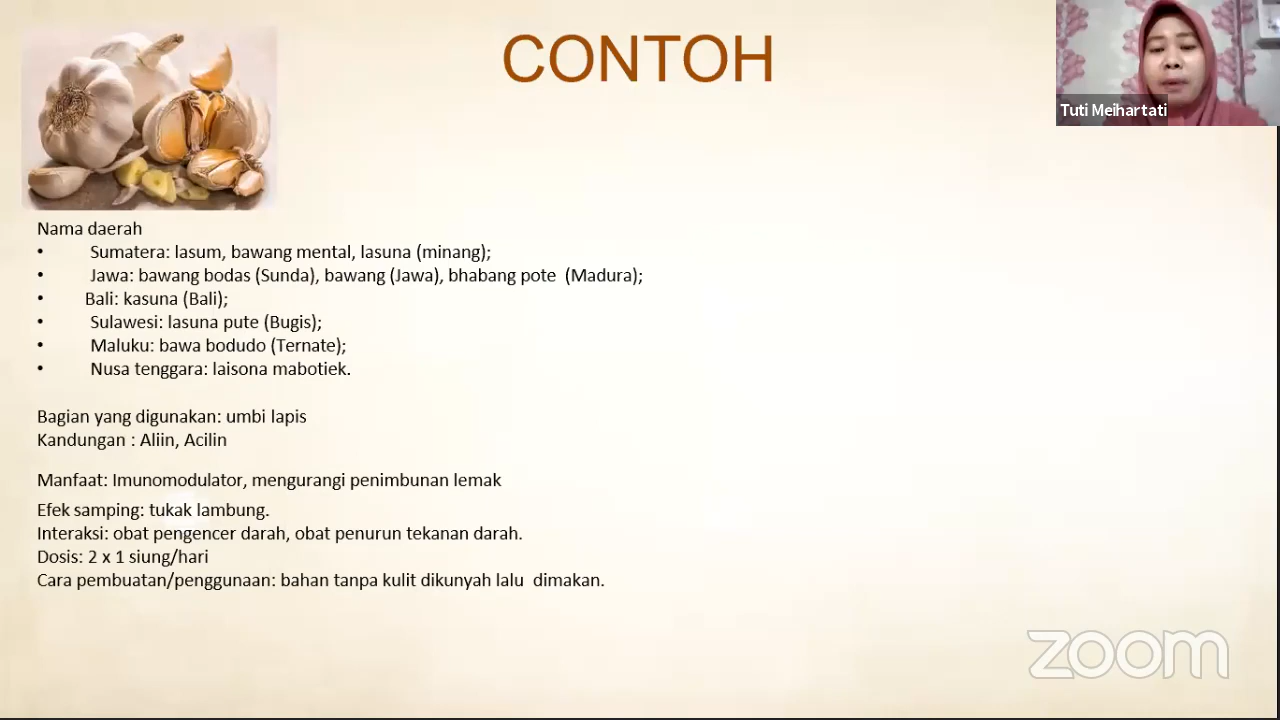 CONTOH
Tuti Meihartati
Nama daerah
• Sumatera: lasum, bawang mental, lasuna (minang);
• Jawa: bawang bodas (Sunda), bawang (Jawa), bhabang pote (Madura);
• Bali: kasuna (Bali);
• Sulawesi: lasuna pute (Bugis);
• Maluku: bawa bodudo (Ternate);
• Nusa tenggara: laisona mabotiek.
Bagian yang digunakan: umbi lapis
Kandungan : Aliin, Acilin
Manfaat: Imunomodulator, mengurangi penimbunan lemak
Efek samping: tukak lambung.
Interaksi: obat pengencer darah, obat penurun tekanan darah.
Dosis: 2 x 1 siung/hari
Cara pembuatan/penggunaan: bahan tanpa kulit dikunyah lalu dimakan.
zoom